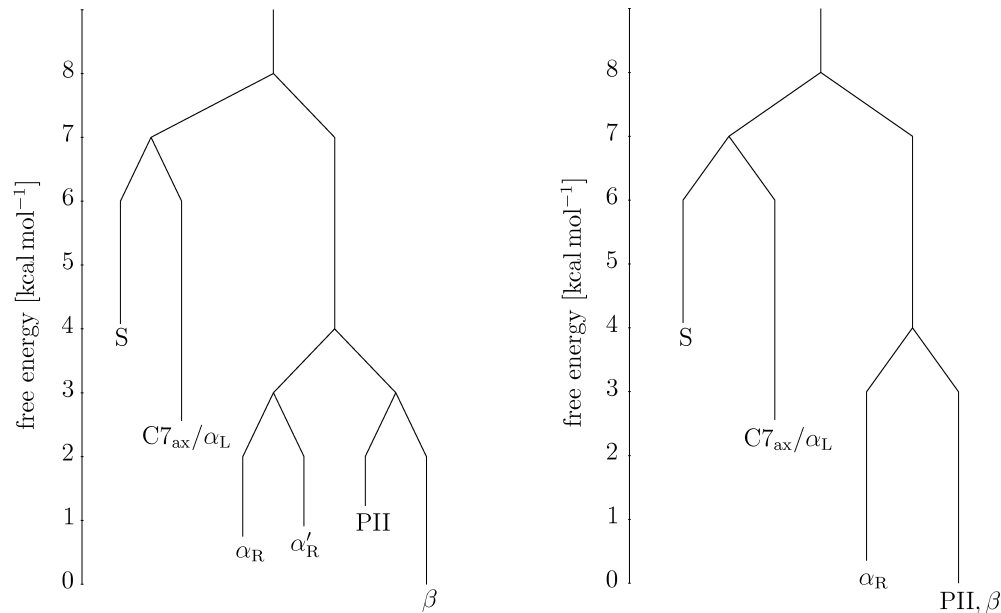 8
7
6
5
4
3
2
1
0
free energy [kcal mol⁻¹]
S
C7ax/αL
αR
α′R
PII
β
8
7
6
5
4
3
2
1
0
free energy [kcal mol⁻¹]
S
C7ax/αL
αR
PII, β